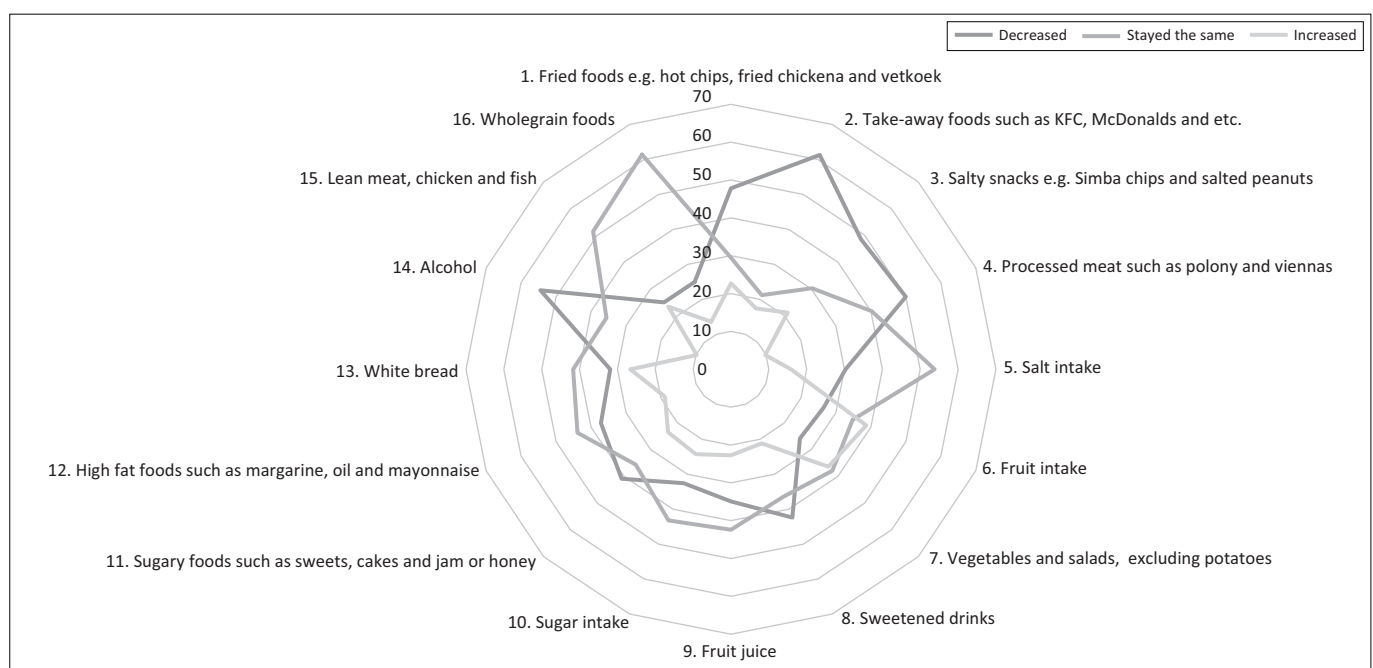 Decreased Stayed the same Increased
1. Fried foods e.g. hot chips, fried chickena and vetkoek
2. Take-away foods such as KFC, McDonalds and etc.
3. Salty snacks e.g. Simba chips and salted peanuts
4. Processed meat such as polony and viennas
5. Salt intake
6. Fruit intake
7. Vegetables and salads, excluding potatoes
8. Sweetened drinks
9. Fruit juice
10. Sugar intake
11. Sugary foods such as sweets, cakes and jam or honey
12. High fat foods such as margarine, oil and mayonnaise
13. White bread
14. Alcohol
15. Lean meat, chicken and fish
16. Wholegrain foods
70
60
50
40
30
20
10
0